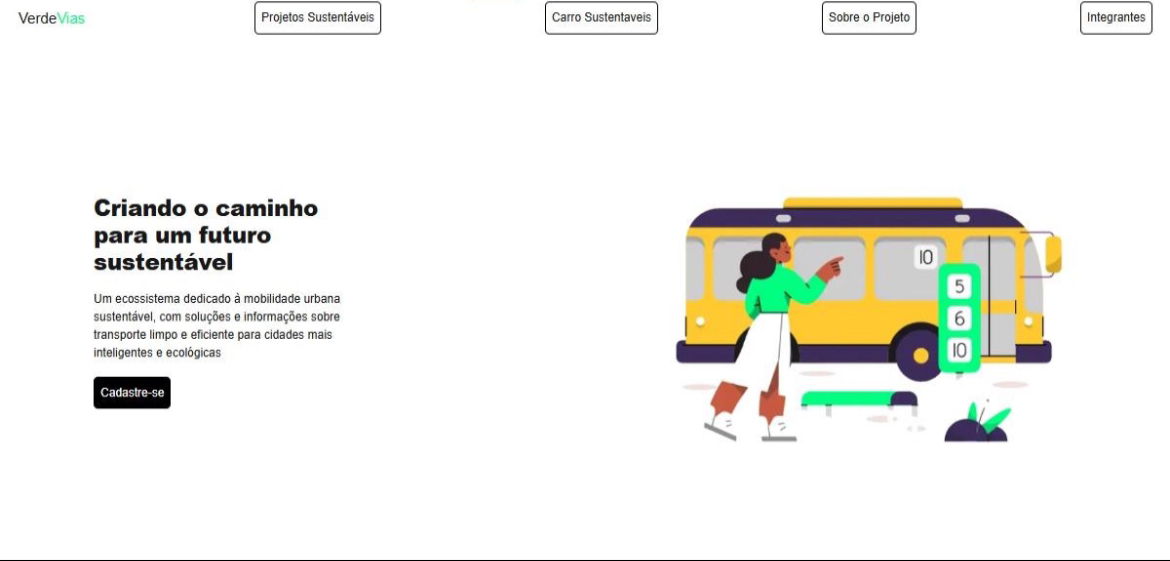 VerdeVias
Projetos Sustentáveis
Carro Sustentaveis
Sobre o Projeto
Integrantes
Criando o caminho
para um futuro
sustentável
Um ecossistema dedicado á mobilidade urbana
sustentável, com soluções e informações sobre
transporte limpo e eficiente para cidades mais
inteligentes e ecológicas
Cadastre-se
10
5
6
10